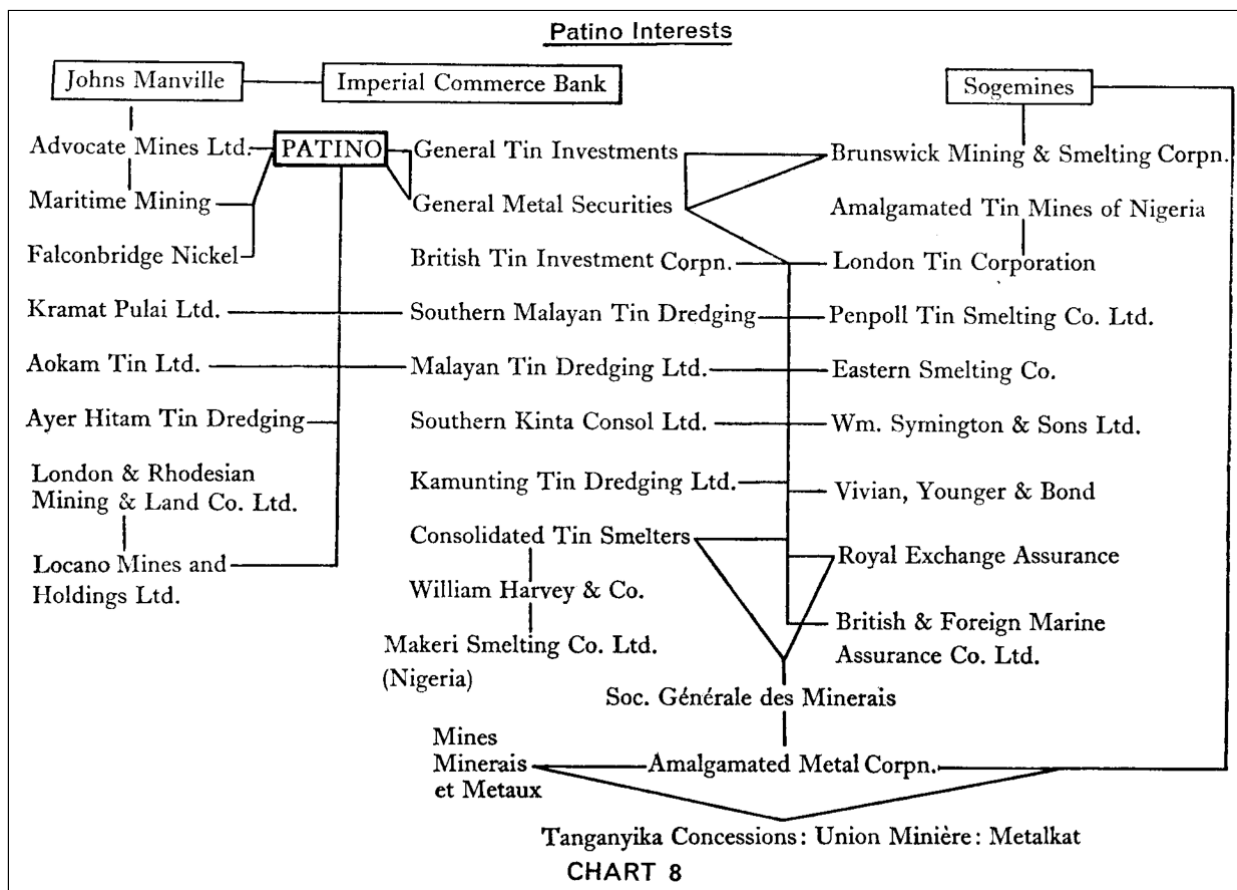 Patino Interests
Johns Manville
Imperial Commerce Bank
Sogemines
Advocate Mines Ltd.
PATINO
General Tin Investments
Brunswick Mining & Smelting Corpn.
Maritime Mining
General Metal Securities
Amalgamated Tin Mines of Nigeria
Falconbridge Nickel
British Tin Investment Corpn.
London Tin Corporation
Kramat Pulai Ltd.
Southern Malayan Tin Dredging
Penpoll Tin Smelting Co. Ltd.
Aokam Tin Ltd.
Malayan Tin Dredging Ltd.
Eastern Smelting Co.
Ayer Hitam Tin Dredging
Southern Kinta Consol Ltd.
Wm. Symington & Sons Ltd.
London & Rhodesian
Mining & Land Co. Ltd.
Kamunting Tin Dredging Ltd.
Vivian, Younger & Bond
Consolidated Tin Smelters
Royal Exchange Assurance
Locano Mines and
Holdings Ltd.
William Harvey & Co.
British & Foreign Marine
Assurance Co. Ltd.
Makeri Smelting Co. Ltd.
(Nigeria)
Soc. Générale des Minerais
Mines
Minerais
et Metaux
Amalgamated Metal Corpn.
Tanganyika Concessions: Union Minière: Metalkat
CHART 8